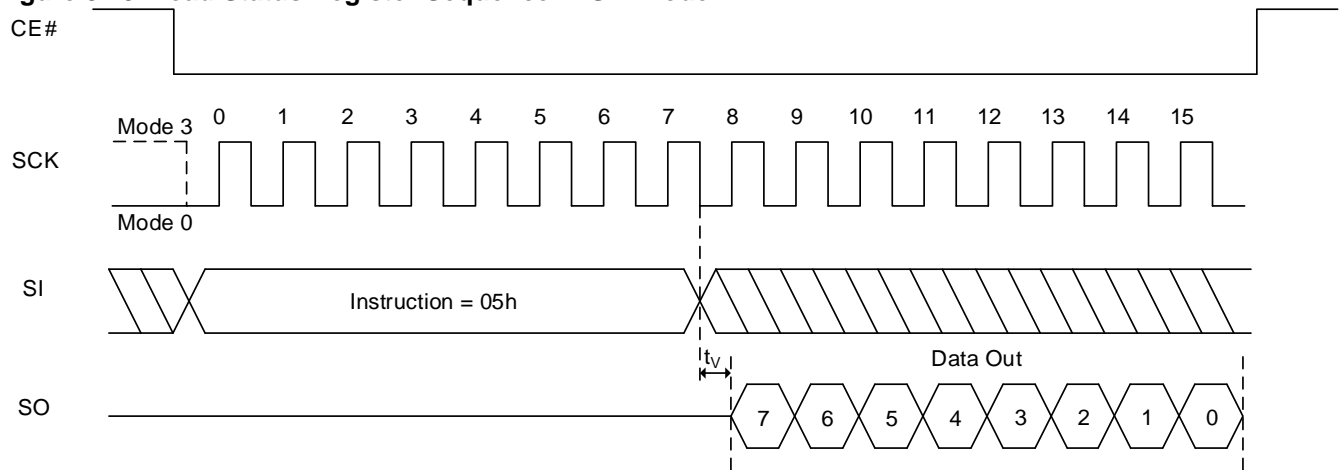 CE#
0 1 2 3 4 5 6 7 8 9 10 11 12 13 14 15
Mode 3
SCK
Mode 0
SI
Instruction = 05h
tV
Data Out
SO
7 6 5 4 3 2 1 0